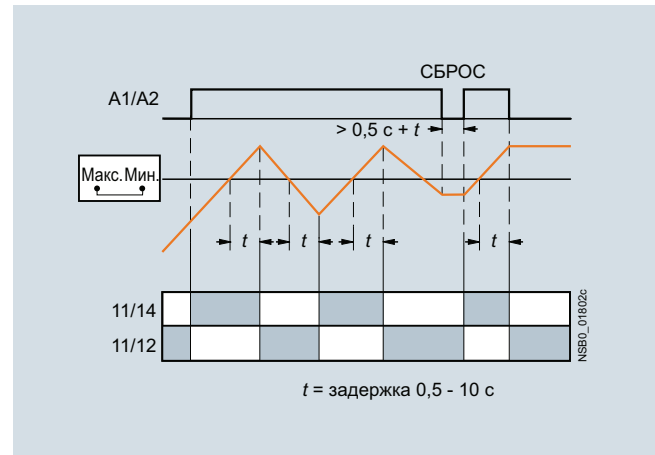 СБРОС
A1/A2
> 0,5 с + t
Макс. Мин.
t t t t
11/14
11/12
NSB0_01802c
t = задержка 0,5 - 10 с